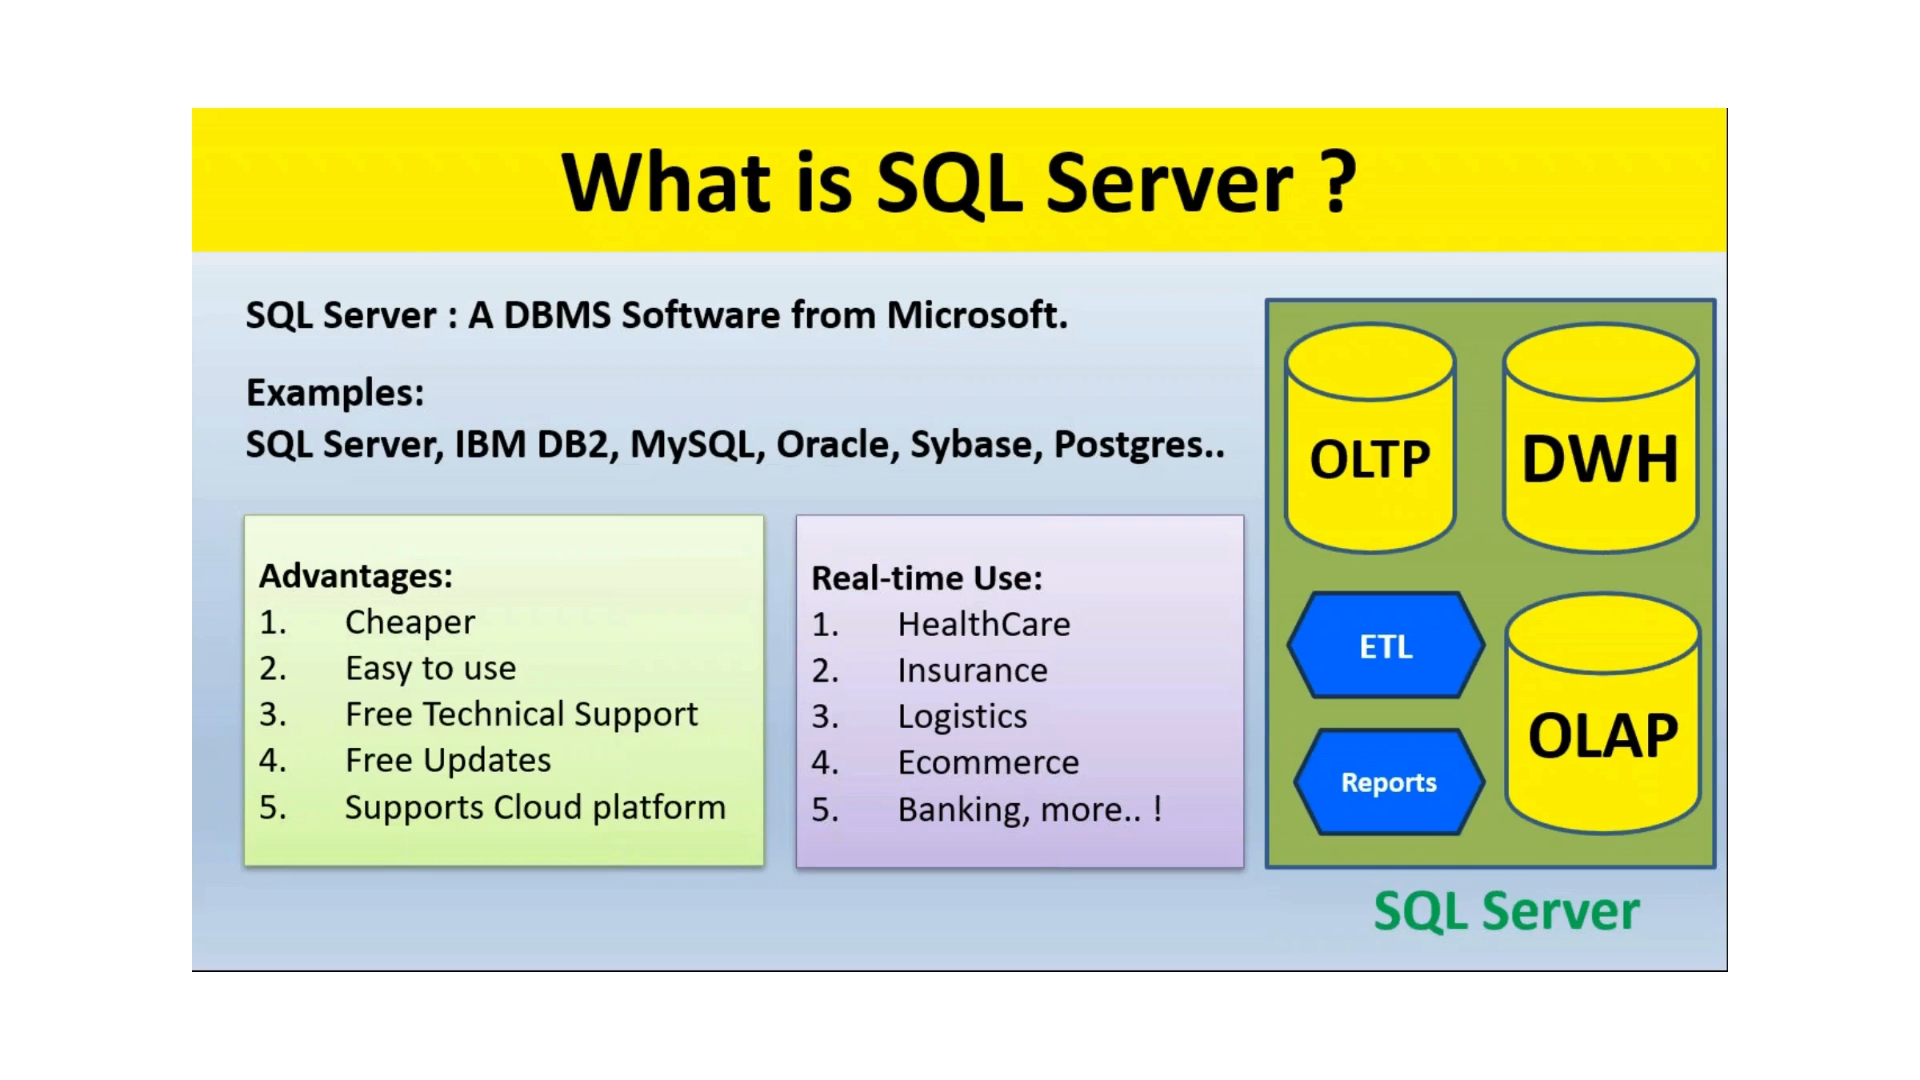 What is SQL Server ?
SQL Server : A DBMS Software from Microsoft.
Examples:
SQL Server, IBM DB2, MySQL, Oracle, Sybase, Postgres..
Advantages:
1. Cheaper
2. Easy to use
3. Free Technical Support
4. Free Updates
5. Supports Cloud platform
Real-time Use:
1. HealthCare
2. Insurance
3. Logistics
4. Ecommerce
5. Banking, more.. !
OLTP
DWH
ETL
OLAP
Reports
SQL Server